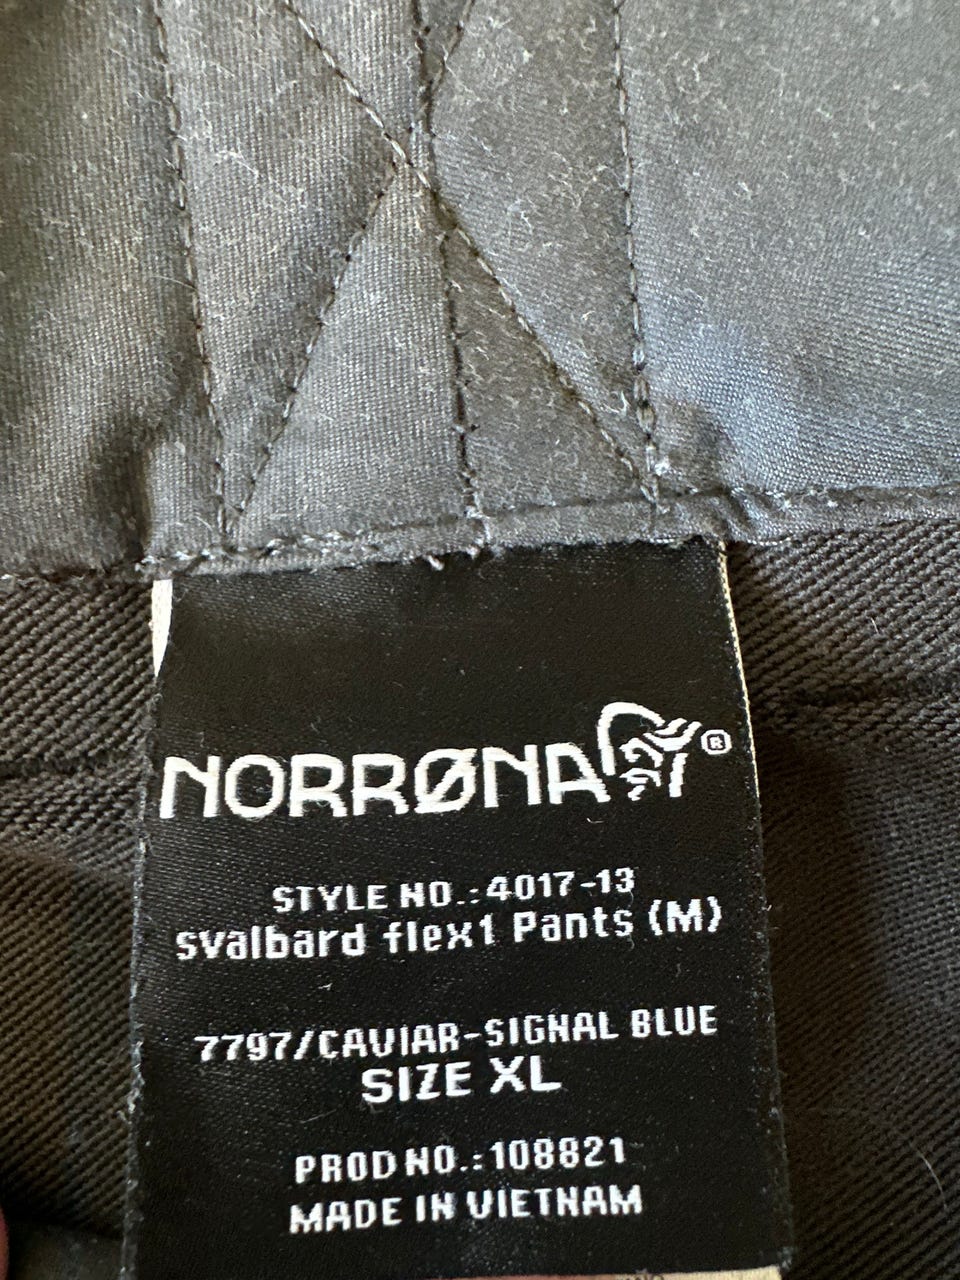 NORRØNA®
STYLE NO.:4017-13
svalbard flex1 Pants (M)
7797/CAVIAR-SIGNAL BLUE
SIZE XL
PROD NO.:108821
MADE IN VIETNAM